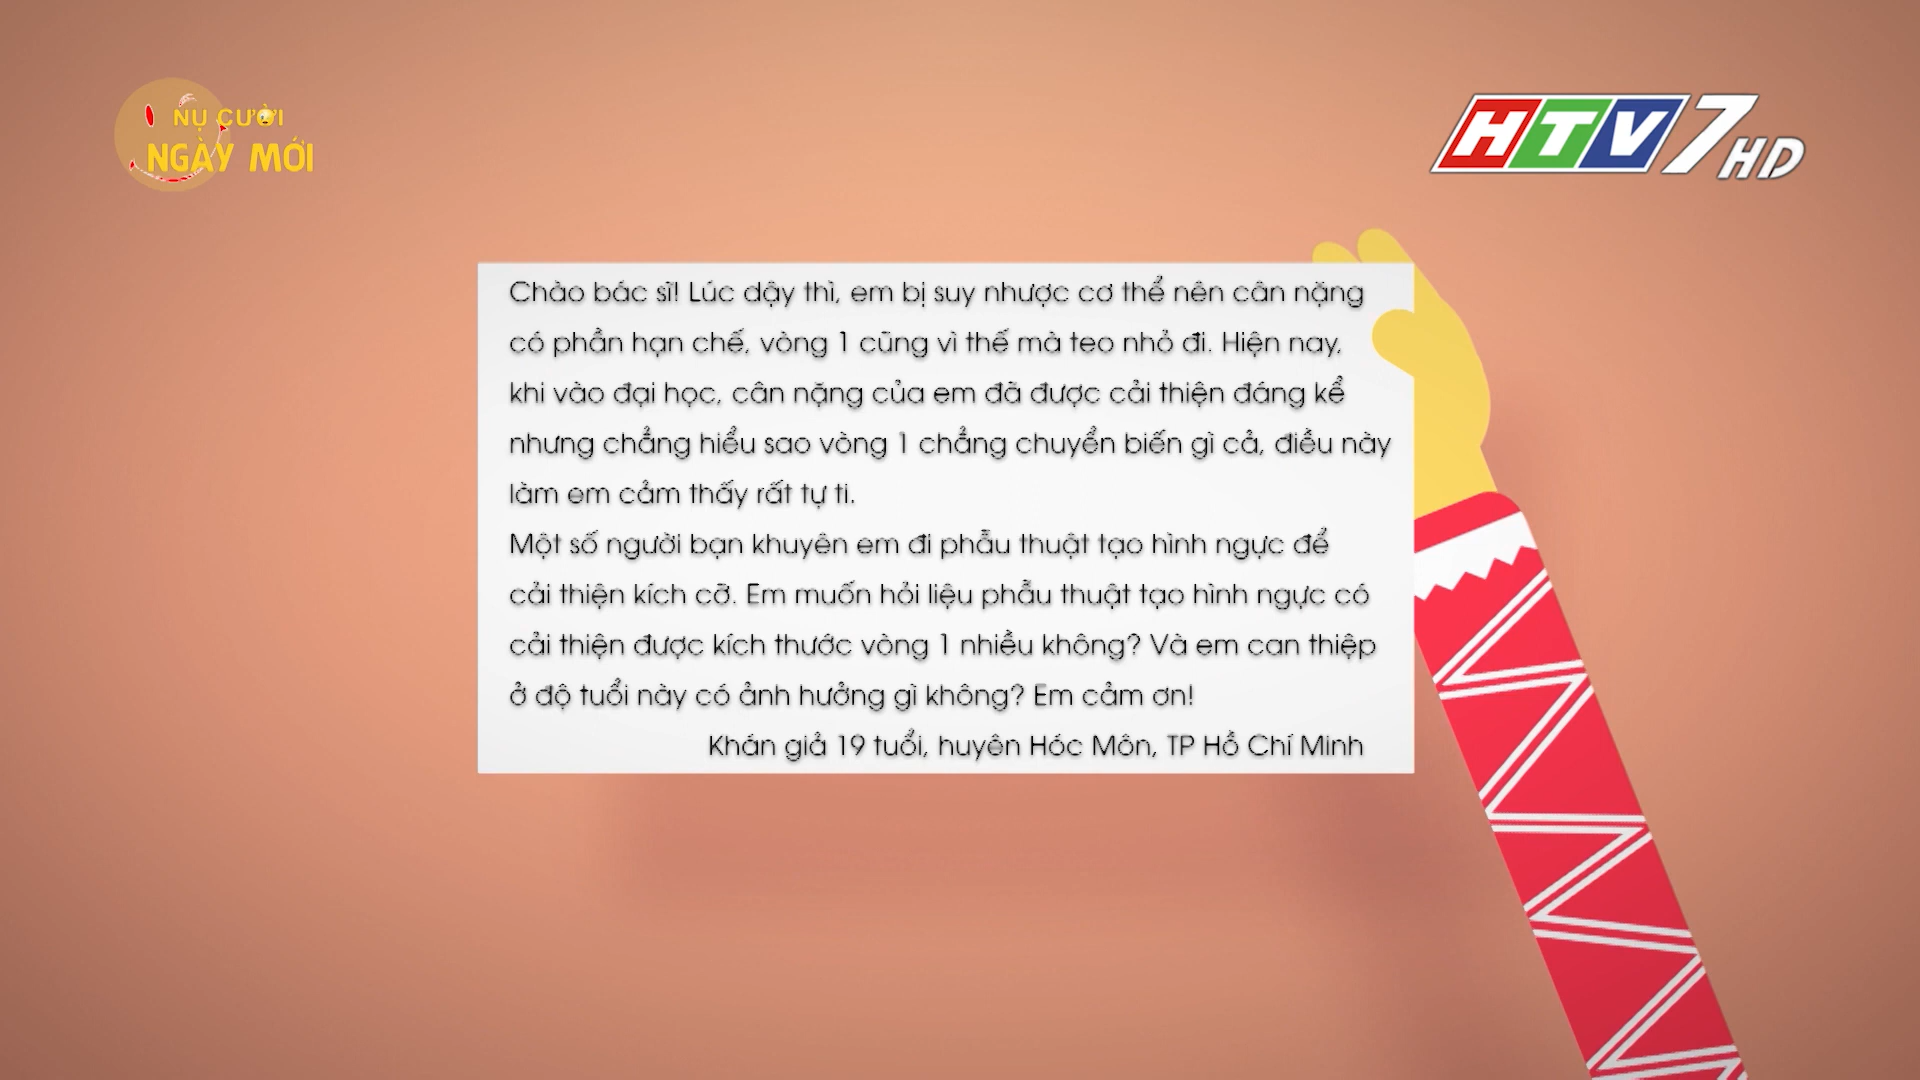 NỤ CƯỜI
NGÀY MỚI
HTV7 HD
Chào bác sĩ! Lúc dậy thì, em bị suy nhược cơ thể nên cân nặng
có phần hạn chế, vòng 1 cũng vì thế mà teo nhỏ đi. Hiện nay,
khi vào đại học, cân nặng của em đã được cải thiện đáng kể
nhưng chẳng hiểu sao vòng 1 chẳng chuyển biến gì cả, điều này
làm em cảm thấy rất tự ti.
Một số người bạn khuyên em đi phẫu thuật tạo hình ngực để
cải thiện kích cỡ. Em muốn hỏi liệu phẫu thuật tạo hình ngực có
cải thiện được kích thước vòng 1 nhiều không? Và em can thiệp
ở độ tuổi này có ảnh hưởng gì không? Em cảm ơn!
Khán giả 19 tuổi, huyện Hóc Môn, TP Hồ Chí Minh